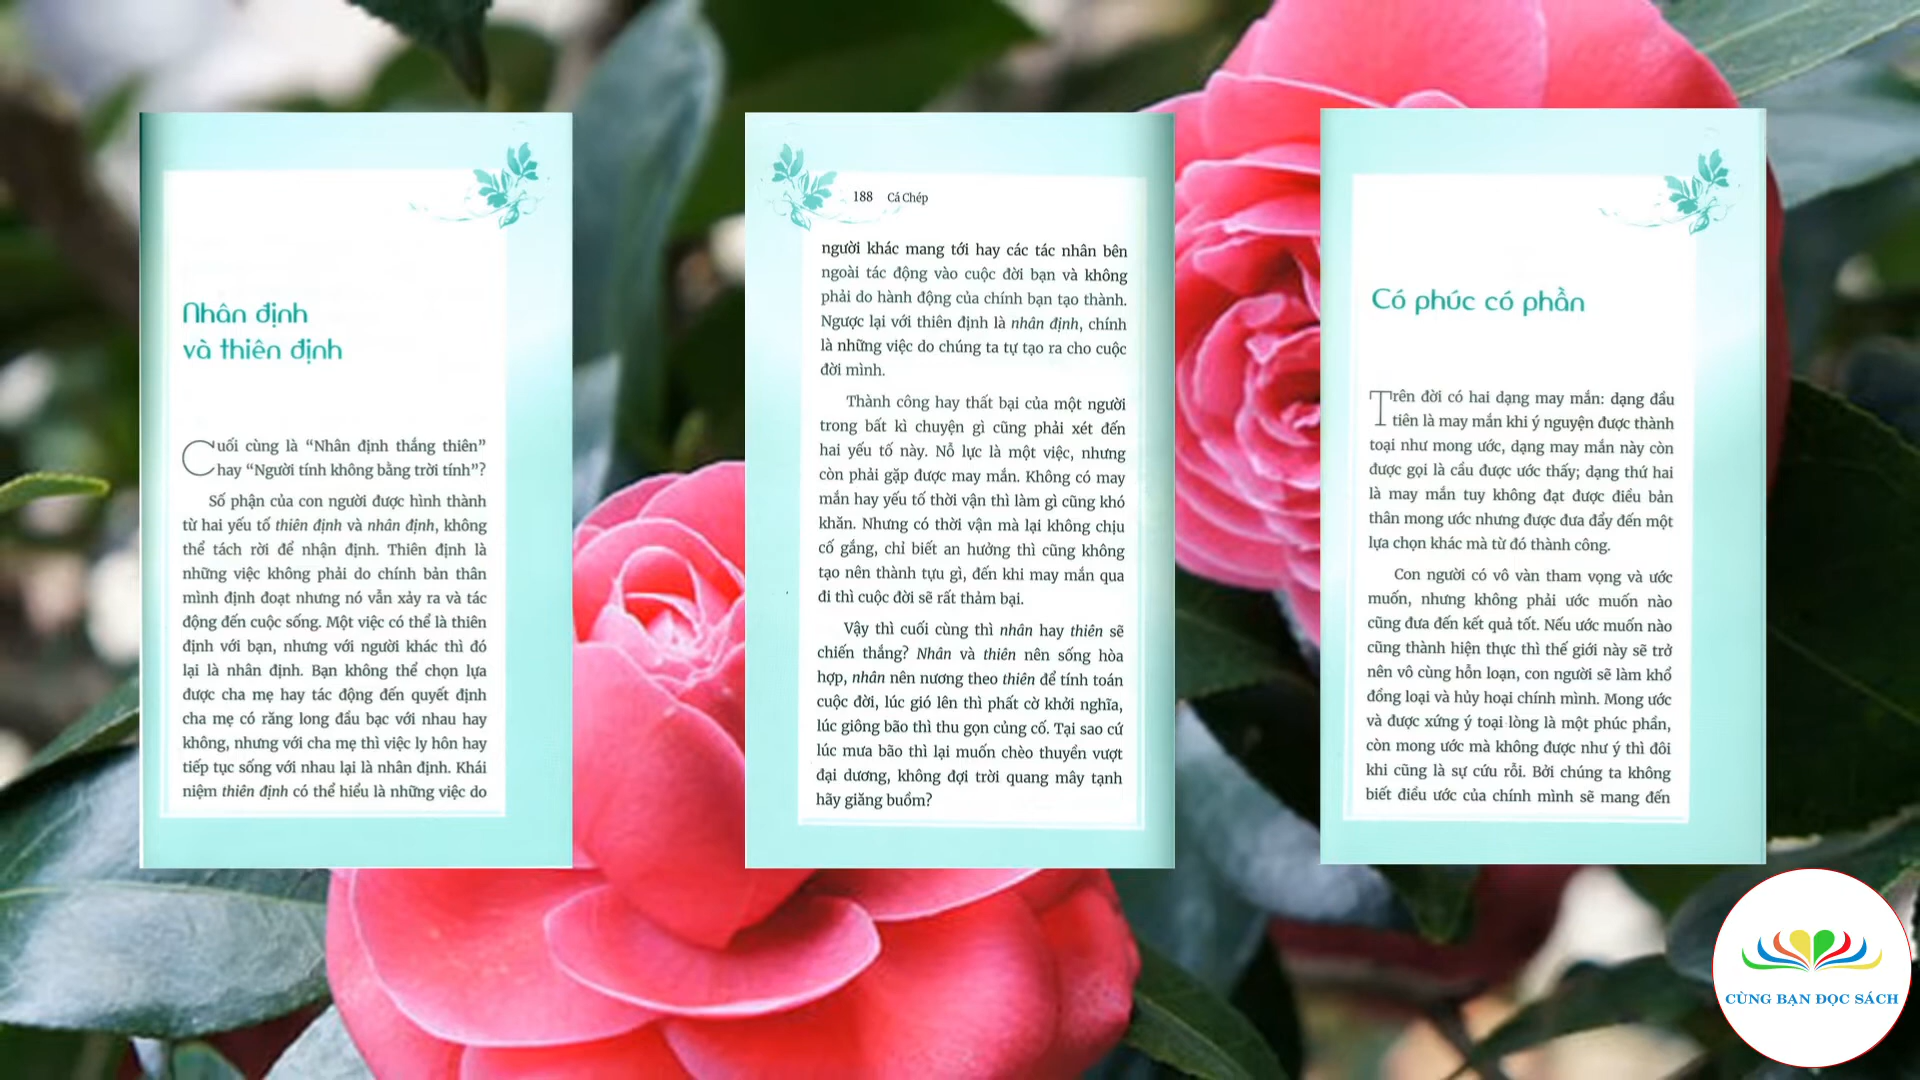 Nhân định
và thiên định
Cuối cùng là “Nhân định thắng thiên”
hay “Người tính không bằng trời tính”?
Số phận của con người được hình thành
từ hai yếu tố thiên định và nhân định, không
thể tách rời để nhận định. Thiên định là
những việc không phải do chính bản thân
mình định đoạt nhưng nó vẫn xảy ra và tác
động đến cuộc sống. Một việc có thể là thiên
định với bạn, nhưng với người khác thì đó
lại là nhân định. Bạn không thể chọn lựa
được cha mẹ hay tác động đến quyết định
cha mẹ có răng long đầu bạc với nhau hay
không, nhưng với cha mẹ thì việc ly hôn hay
tiếp tục sống với nhau lại là nhân định. Khái
niệm thiên định có thể hiểu là những việc do
188 Cá Chép
người khác mang tới hay các tác nhân bên
ngoài tác động vào cuộc đời bạn và không
phải do hành động của chính bạn tạo thành.
Ngược lại với thiên định là nhân định, chính
là những việc do chúng ta tự tạo ra cho cuộc
đời mình.
Thành công hay thất bại của một người
trong bất kì chuyện gì cũng phải xét đến
hai yếu tố này. Nỗ lực là một việc, nhưng
còn phải gặp được may mắn. Không có may
mắn hay yếu tố thời vận thì làm gì cũng khó
khăn. Nhưng có thời vận mà lại không chịu
cố gắng, chỉ biết an hưởng thì cũng không
tạo nên thành tựu gì, đến khi may mắn qua
đi thì cuộc đời sẽ rất thảm bại.
Vậy thì cuối cùng thì nhân hay thiên sẽ
chiến thắng? Nhân và thiên nên sống hòa
hợp, nhân nên nương theo thiên để tính toán
cuộc đời, lúc gió lên thì phất cờ khởi nghĩa,
lúc giông bão thì thu gọn củng cố. Tại sao cứ
lúc mưa bão thì lại muốn chèo thuyền vượt
đại dương, không đợi trời quang mây tạnh
hãy giăng buồm?
Có phúc có phần
Trên đời có hai dạng may mắn: dạng đầu
tiên là may mắn khi ý nguyện được thành
toại như mong ước, dạng may mắn này còn
được gọi là cầu được ước thấy; dạng thứ hai
là may mắn tuy không đạt được điều bản
thân mong ước nhưng được đưa đẩy đến một
lựa chọn khác mà từ đó thành công.
Con người có vô vàn tham vọng và ước
muốn, nhưng không phải ước muốn nào
cũng đưa đến kết quả tốt. Nếu ước muốn nào
cũng thành hiện thực thì thế giới này sẽ trở
nên vô cùng hỗn loạn, con người sẽ làm khổ
đồng loại và hủy hoại chính mình. Mong ước
và được xứng ý toại lòng là một phúc phần,
còn mong ước mà không được như ý thì đôi
khi cũng là sự cứu rỗi. Bởi chúng ta không
biết điều ước của chính mình sẽ mang đến
CÙNG BẠN ĐỌC SÁCH